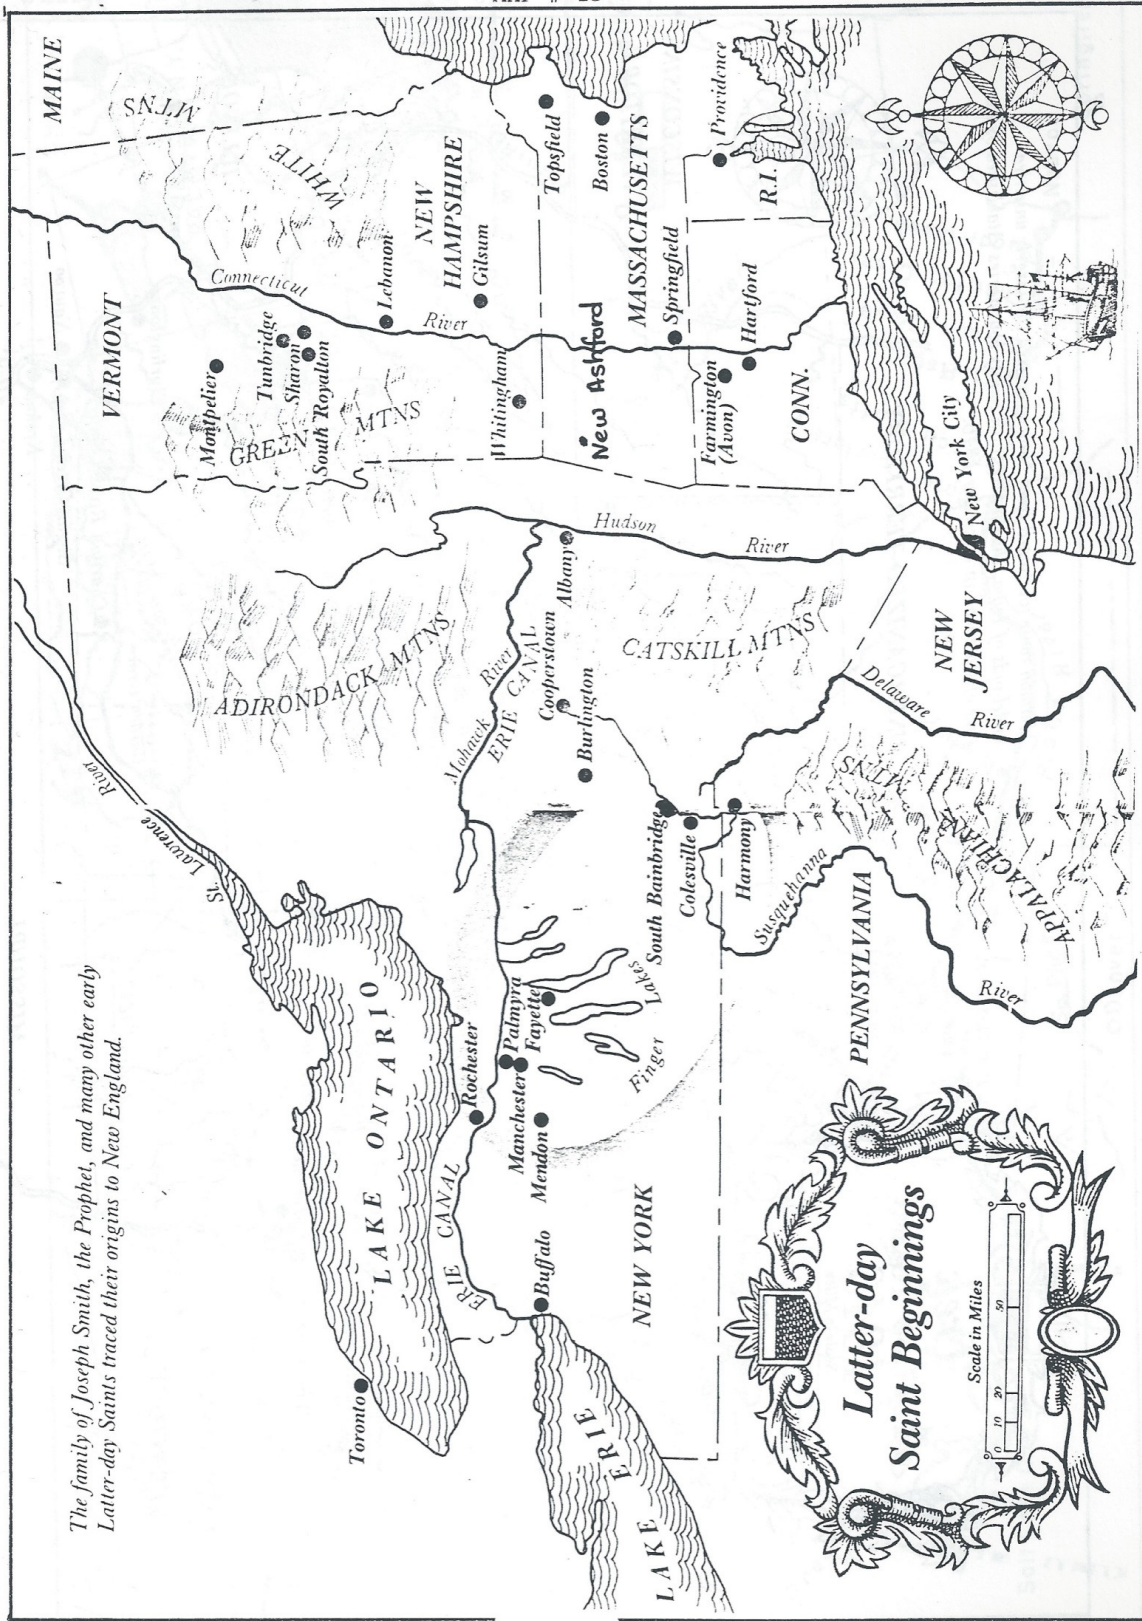 The family of Joseph Smith, the Prophet, and many other early
Latter-day Saints traced their origins to New England.
MAINE
WHITE
MTNS
VERMONT
Connecticut
River
NEW
HAMPSHIRE
Montpelier
Tunbridge
Sharon
South Royalton
GREEN
MTNS
Lebanon
Gilsum
Whitingham
Topsfield
Boston
MASSACHUSETTS
New Ashford
Springfield
Providence
R.I.
Hartford
Farmington
(Avon)
CONN.
New York City
St.
Lawrence
River
ADIRONDACK MTNS
Mohawk
River
ERIE CANAL
Hudson
River
Albany
Cooperstown
Burlington
CATSKILL MTNS
NEW
JERSEY
Delaware
River
Toronto
LAKE ONTARIO
Rochester
ERIE CANAL
Palmyra
Fayette
Manchester
Mendon
Buffalo
Finger
Lakes
South Bainbridge
Colesville
Harmony
Susquehanna
River
APPALACHIAN
MTNS
NEW YORK
PENNSYLVANIA
LAKE ERIE
Latter-day
Saint Beginnings
Scale in Miles
0 10 20 50